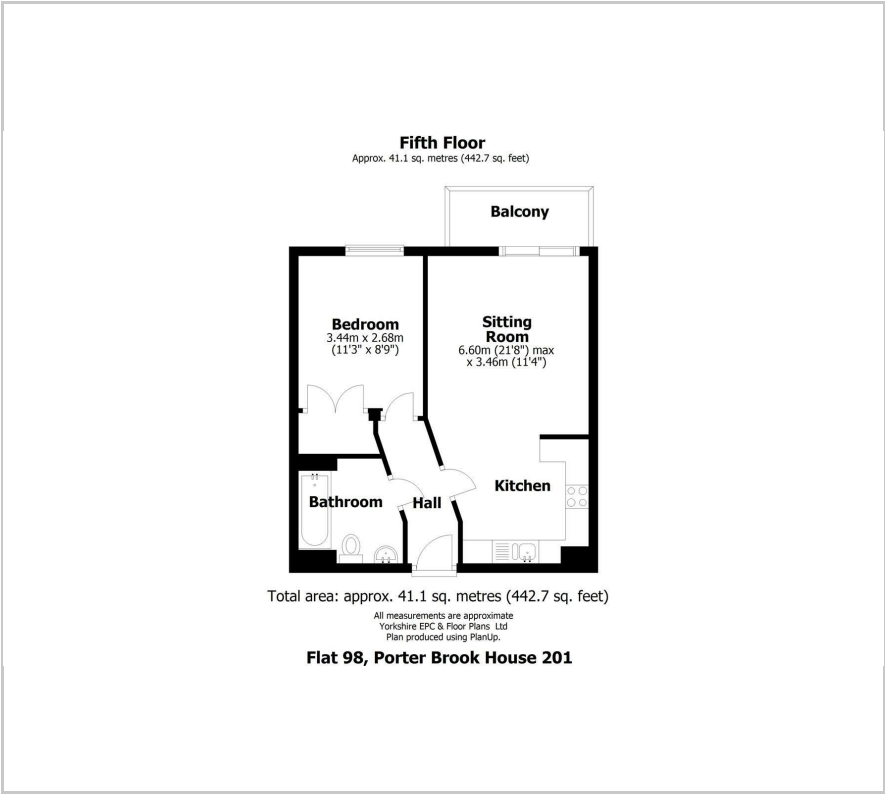 Fifth Floor
Approx. 41.1 sq. metres (442.7 sq. feet)
Balcony
Bedroom
3.44m x 2.68m
(11'3" x 8'9")
Sitting
Room
6.60m (21'8") max
x 3.46m (11'4")
Kitchen
Bathroom
Hall
Total area: approx. 41.1 sq. metres (442.7 sq. feet)
All measurements are approximate
Yorkshire EPC & Floor Plans Ltd
Plan produced using PlanUp.
Flat 98, Porter Brook House 201